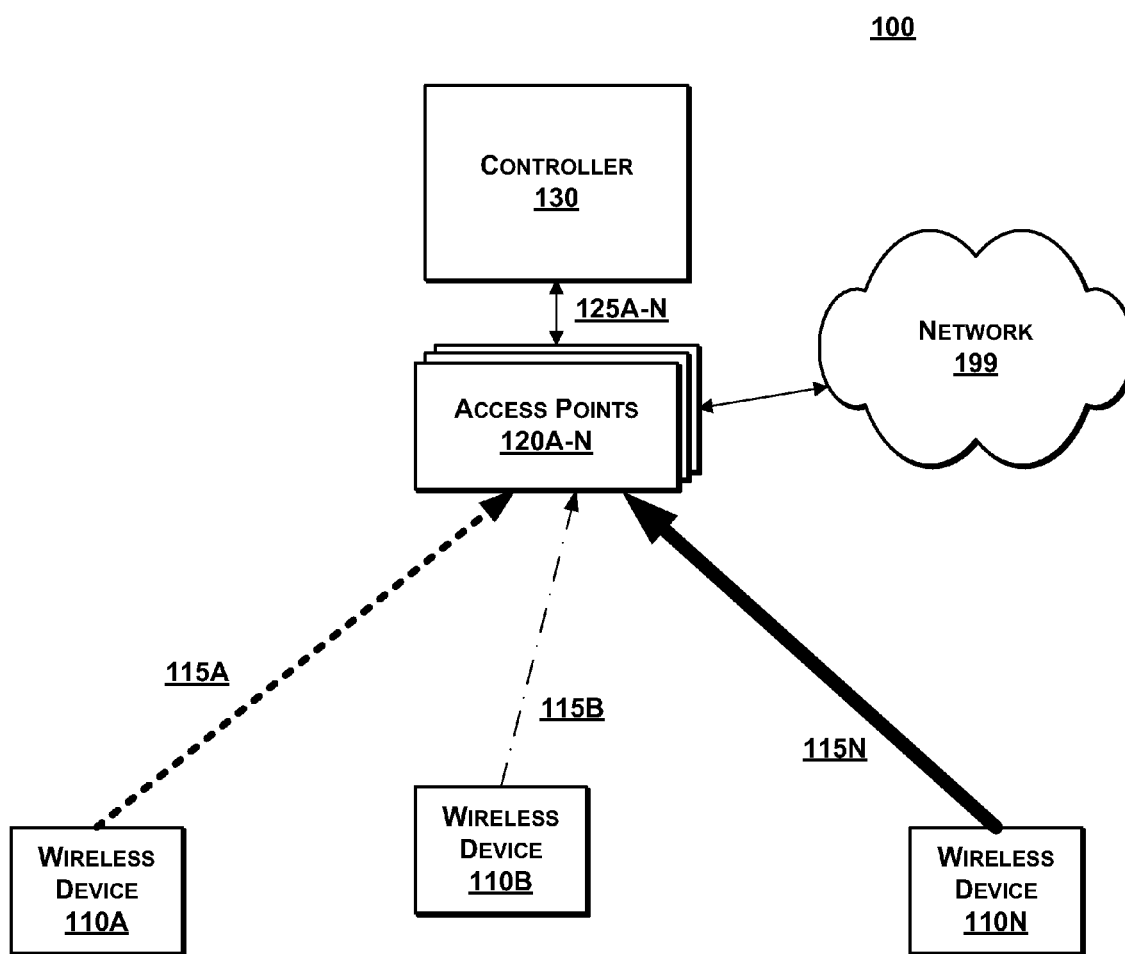 100
CONTROLLER
130
125A-N
NETWORK
199
ACCESS POINTS
120A-N
115A
115B
115N
WIRELESS
DEVICE
110A
WIRELESS
DEVICE
110B
WIRELESS
DEVICE
110N